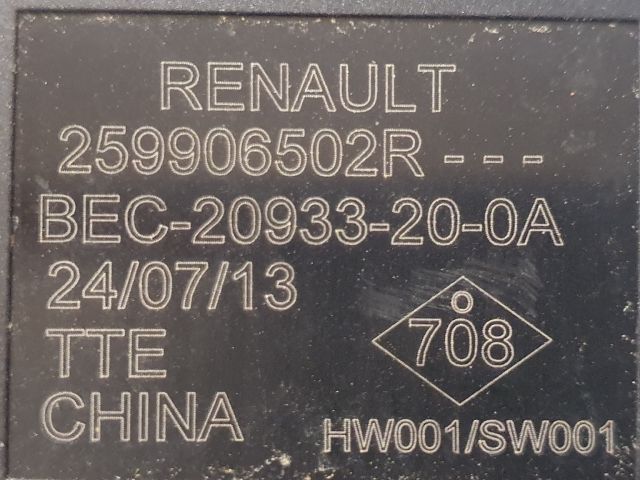 RENAULT
259906502R - - -
BEC-20933-20-0A
24/07/13
TTE
708
CHINA
HW001/SW001